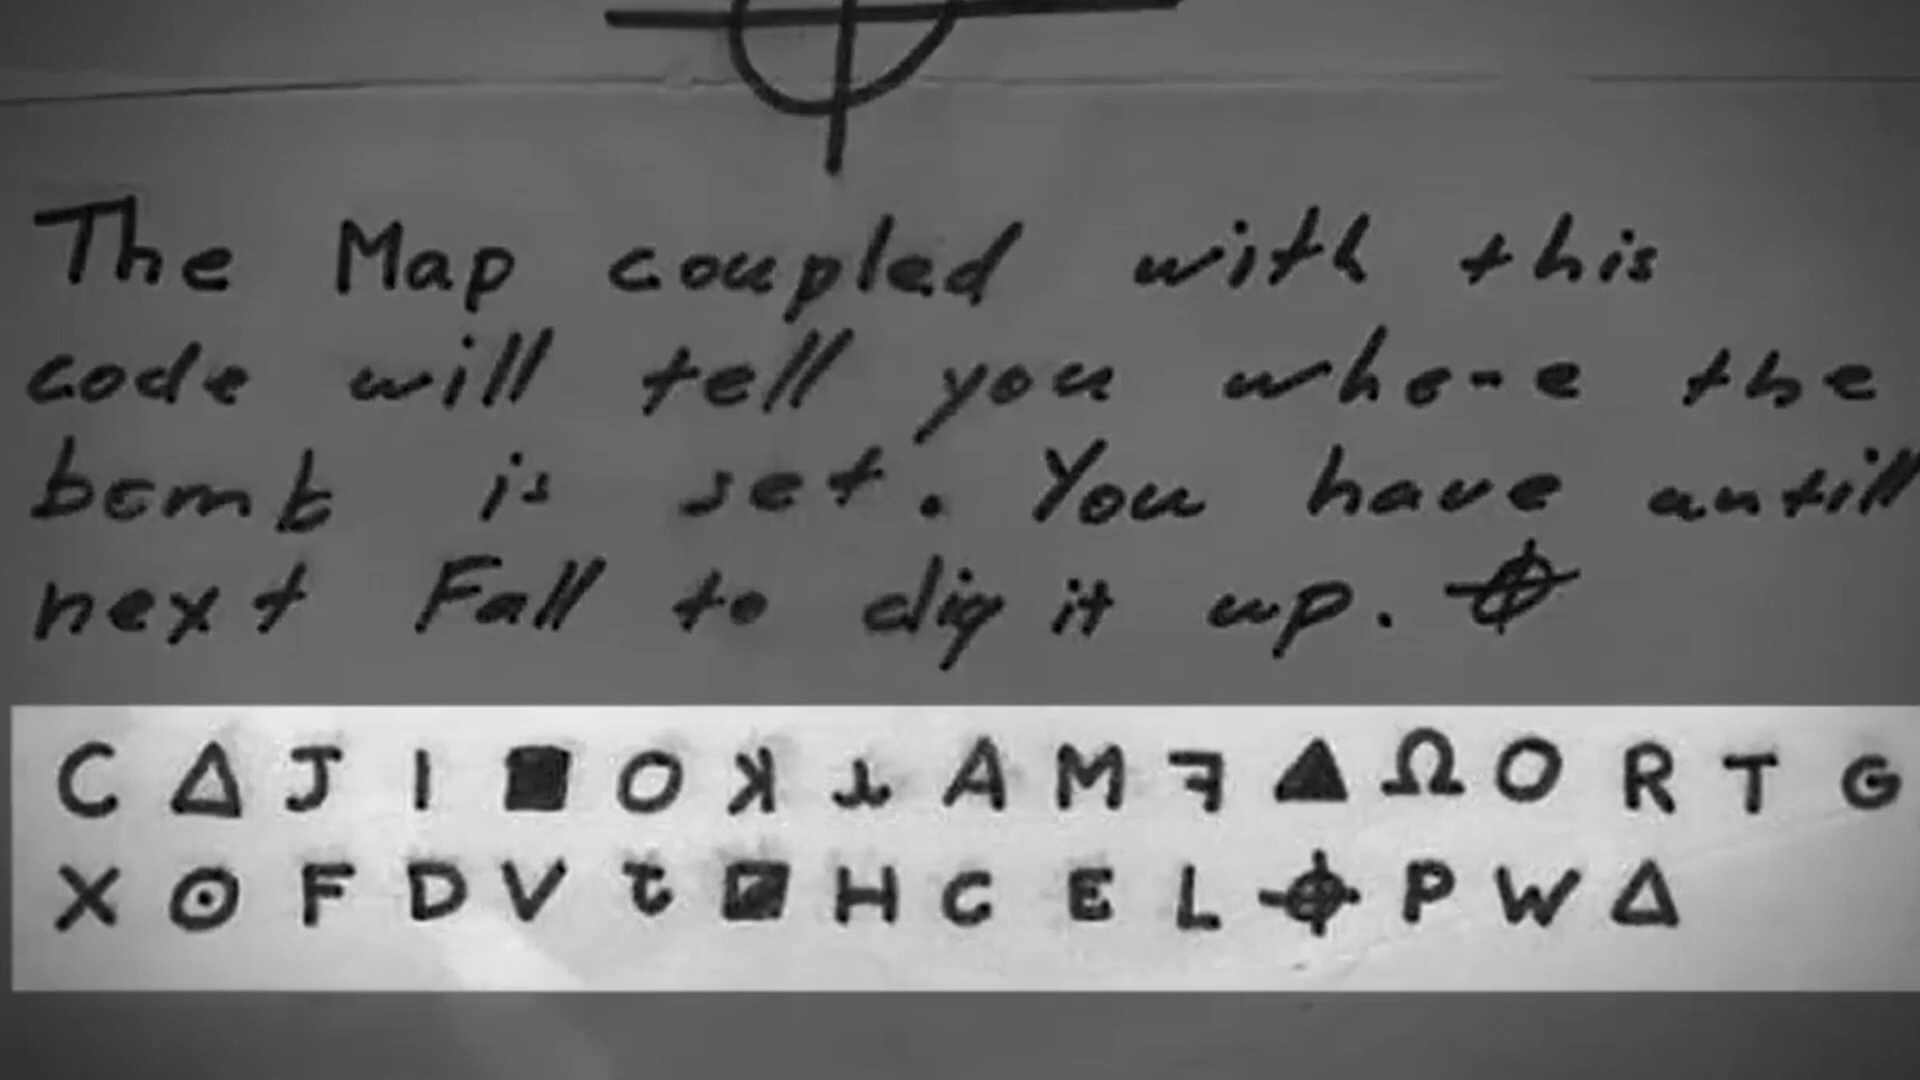 The Map coupled with this
code will tell you where the
bomb is set. You have untill
next Fall to dig it up. ⌖
C Δ J I ■ O ꓘ ⅄ A M ꟻ ▲ Ω O R T G
X ⊙ F D V Ʇ ◪ H C E L ⌖ P W Δ